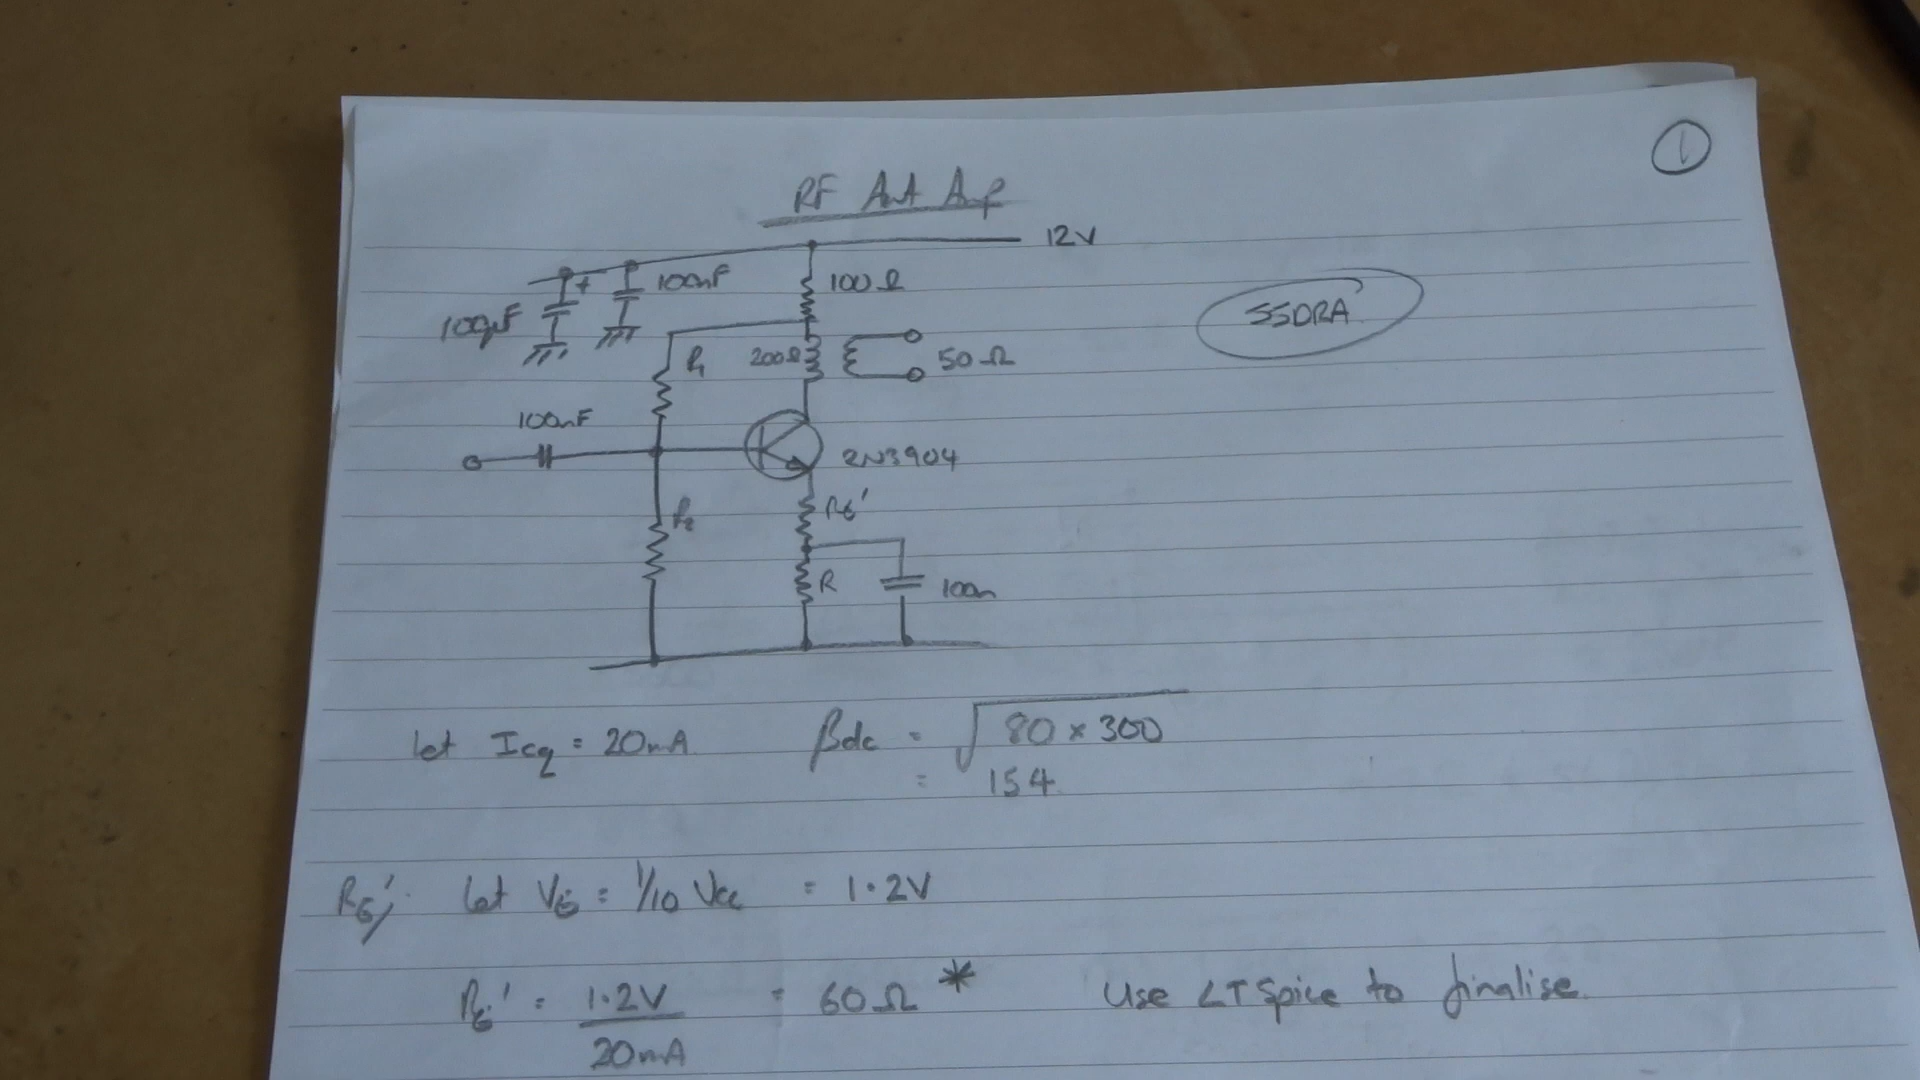 1
RF Ant Amp
12V
100nF
100Ω
100µF
SSDRA
R1
200Ω
50Ω
100nF
2N3904
RE'
R2
R
100n
let Icq = 20mA
βdc = √80 x 300
= 154
RE'; let VE = 1/10 Vcc = 1.2V
RE' = 1.2V / 20mA = 60Ω * Use LTSpice to finalise.